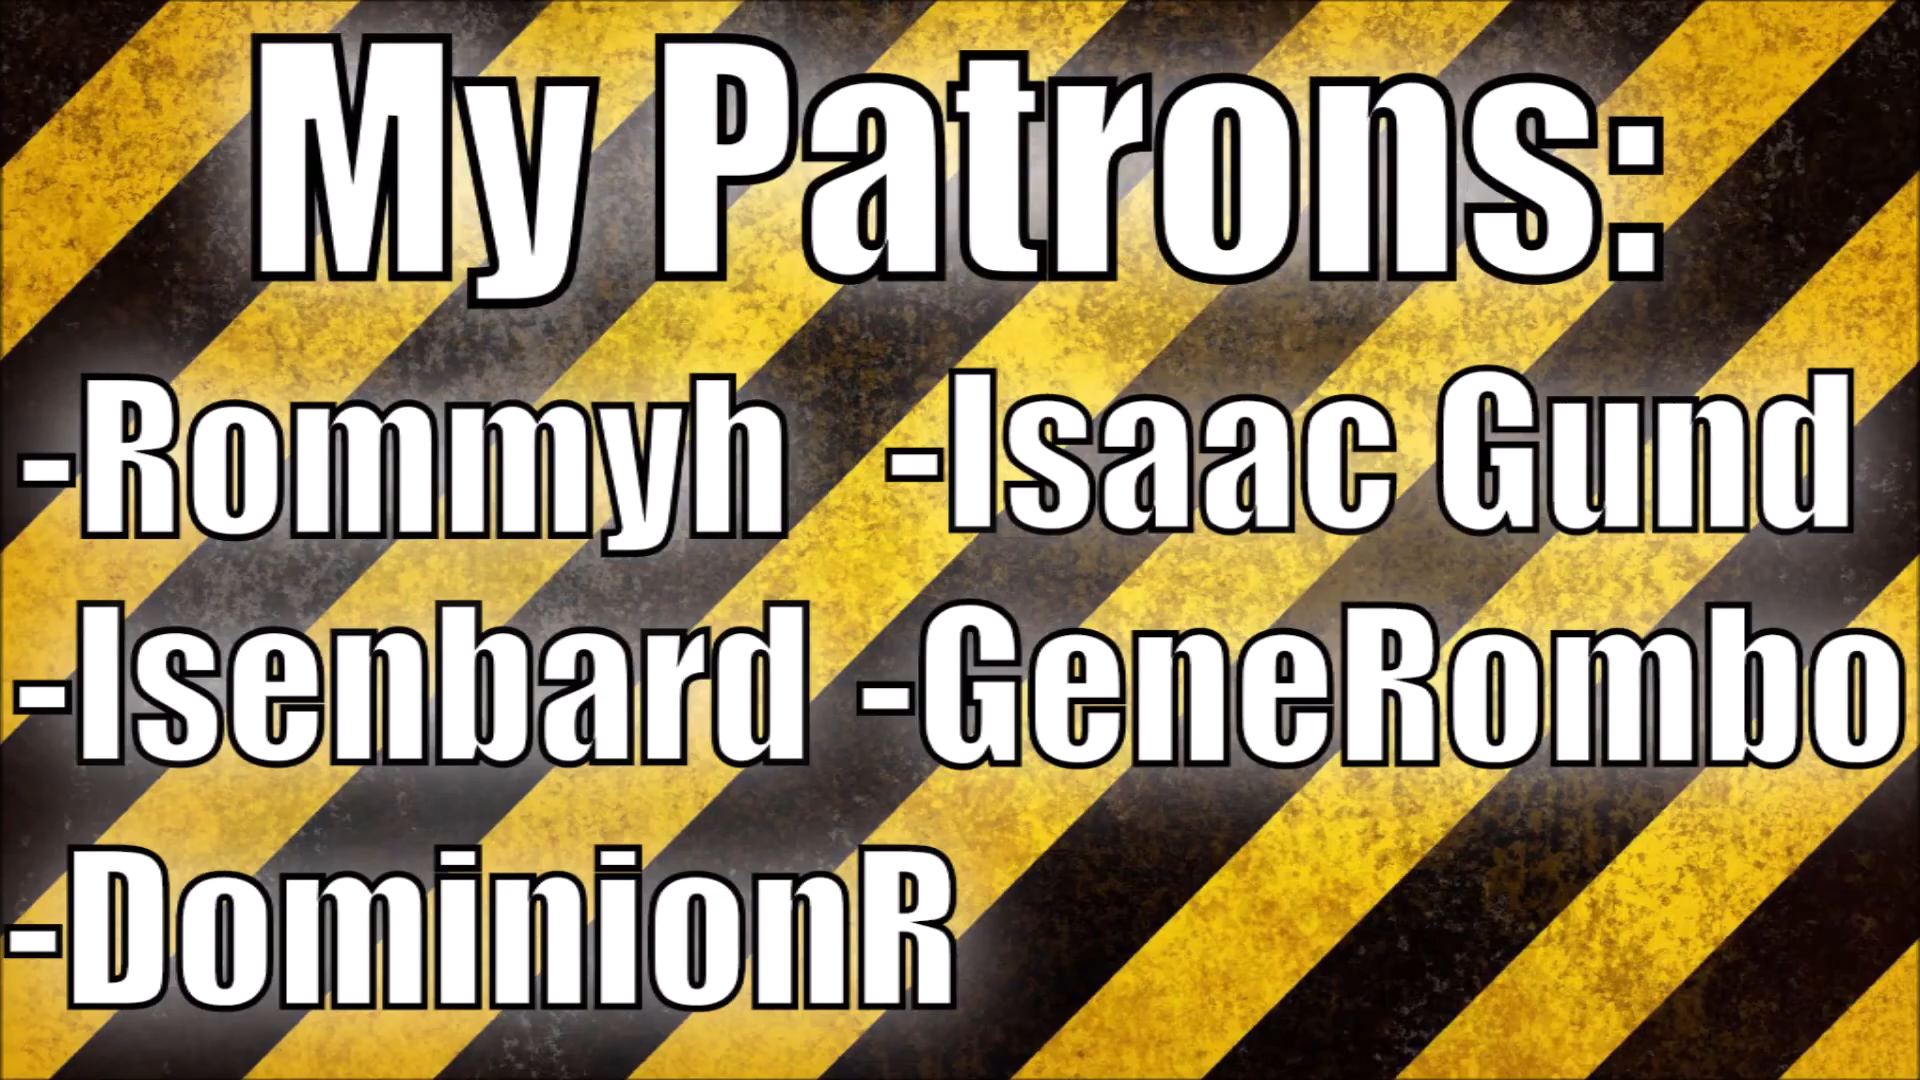 My Patrons:
-Rommyh
-Isaac Gund
-Isenbard
-GeneRombo
-DominionR